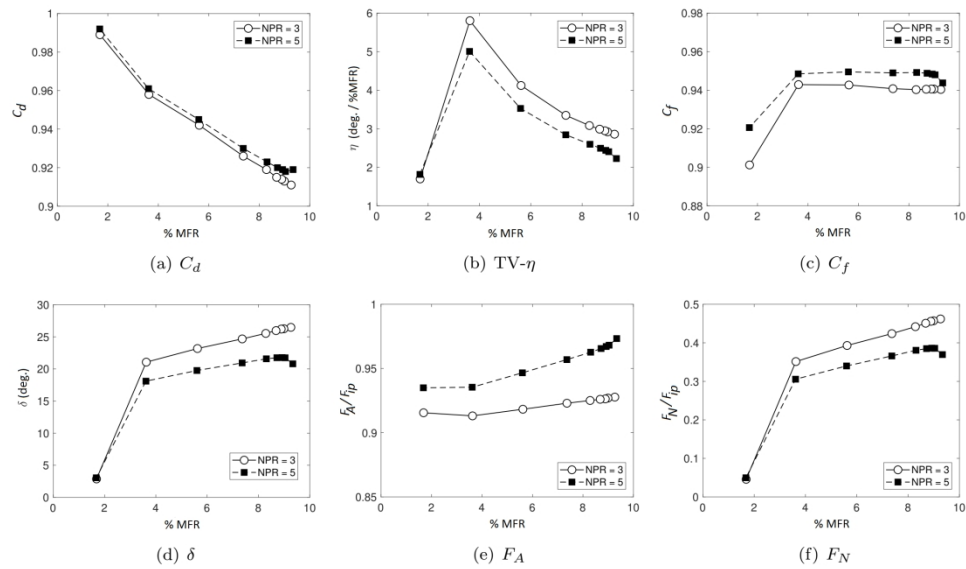 1
0.98
0.96
0.94
0.92
0.9
C_d
0 2 4 6 8 10
% MFR
NPR = 3
NPR = 5
(a) C_d
6
5
4
3
2
1
η (deg. / %MFR)
0 2 4 6 8 10
% MFR
NPR = 3
NPR = 5
(b) TV-η
0.98
0.96
0.94
0.92
0.9
0.88
C_f
0 2 4 6 8 10
% MFR
NPR = 3
NPR = 5
(c) C_f
30
25
20
15
10
5
0
δ (deg.)
0 2 4 6 8 10
% MFR
NPR = 3
NPR = 5
(d) δ
1
0.95
0.9
0.85
F_A/F_ip
0 2 4 6 8 10
% MFR
NPR = 3
NPR = 5
(e) F_A
0.5
0.4
0.3
0.2
0.1
0
F_N/F_ip
0 2 4 6 8 10
% MFR
NPR = 3
NPR = 5
(f) F_N